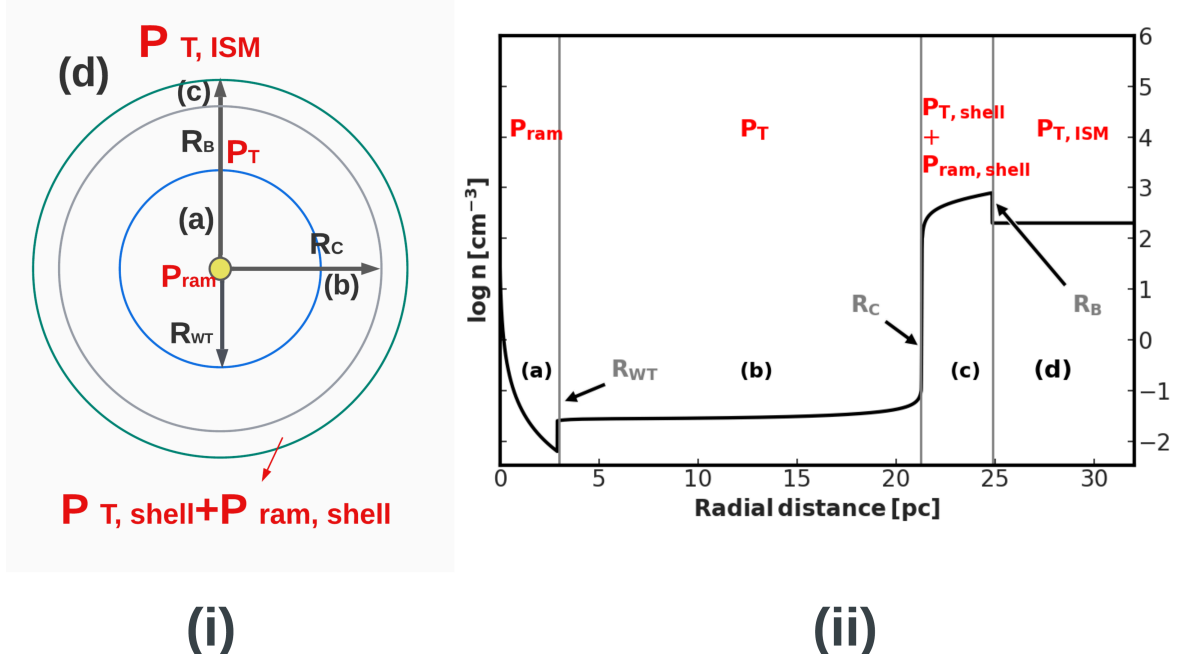 P T, ISM
(d)
(c)
RB
PT
(a)
RC
Pram
(b)
RWT
P T, shell+P ram, shell
(i)
log n [cm−3]
6
5
4
3
2
1
0
−1
−2
Pram
PT
PT, shell
+
Pram, shell
PT, ISM
RC
RB
RWT
(a)
(b)
(c)
(d)
0 5 10 15 20 25 30
Radial distance [pc]
(ii)